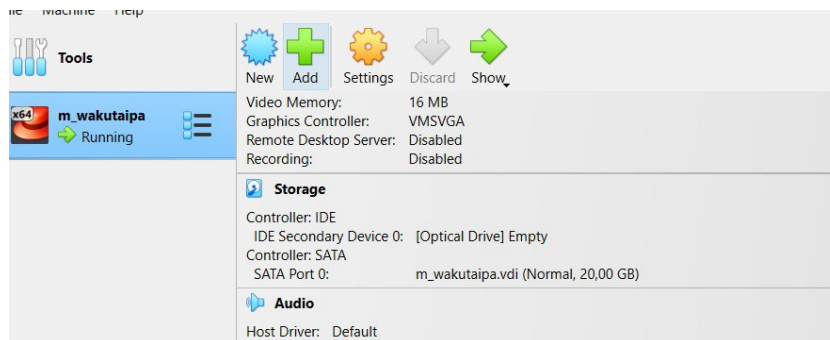 Machine Help
Tools
New Add Settings Discard Show
x64
m_wakutaipa
Running
Video Memory: 16 MB
Graphics Controller: VMSVGA
Remote Desktop Server: Disabled
Recording: Disabled
Storage
Controller: IDE
IDE Secondary Device 0: [Optical Drive] Empty
Controller: SATA
SATA Port 0: m_wakutaipa.vdi (Normal, 20,00 GB)
Audio
Host Driver: Default